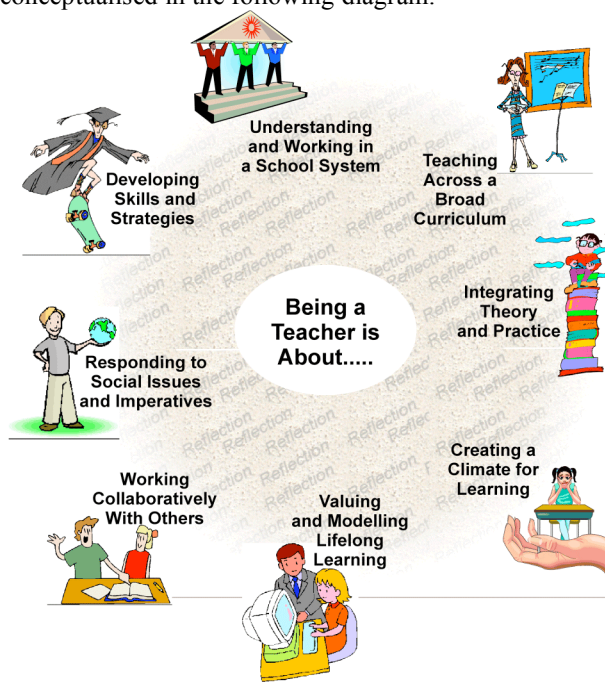 conceptualised in the following diagram:
Understanding
and Working in
a School System
Teaching
Across a
Broad
Curriculum
Integrating
Theory
and Practice
Creating a
Climate for
Learning
Valuing
and Modelling
Lifelong
Learning
Working
Collaboratively
With Others
Responding to
Social Issues
and Imperatives
Developing
Skills and
Strategies
Being a
Teacher is
About.....
Reflection